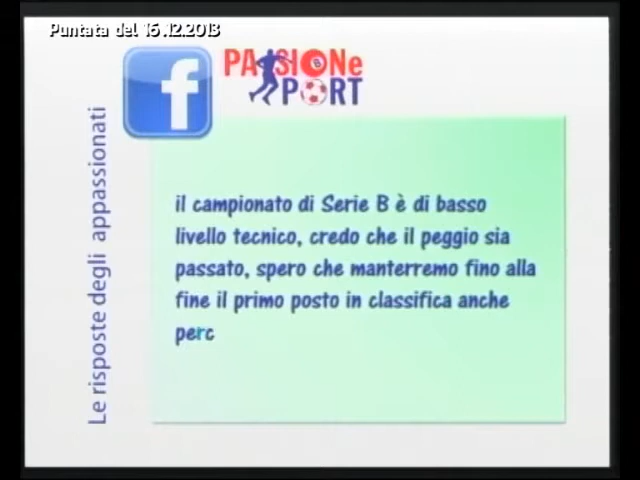 Puntata del 16.12.2013
PASSIONe
SPORT
Le risposte degli appassionati
il campionato di Serie B è di basso
livello tecnico, credo che il peggio sia
passato, spero che manterremo fino alla
fine il primo posto in classifica anche
perc